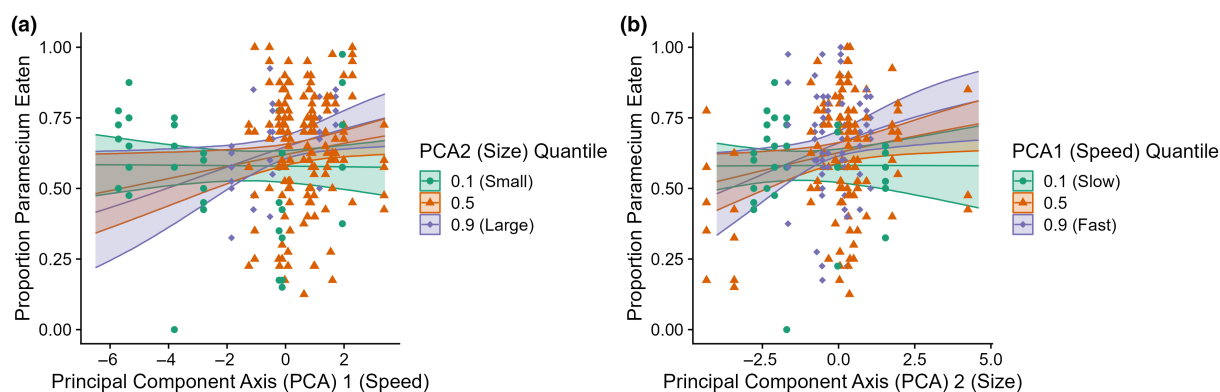 (a)
Proportion Paramecium Eaten
1.00
0.75
0.50
0.25
0.00
−6
−4
−2
0
2
Principal Component Axis (PCA) 1 (Speed)
PCA2 (Size) Quantile
0.1 (Small)
0.5
0.9 (Large)
(b)
Proportion Paramecium Eaten
1.00
0.75
0.50
0.25
0.00
−2.5
0.0
2.5
5.0
Principal Component Axis (PCA) 2 (Size)
PCA1 (Speed) Quantile
0.1 (Slow)
0.5
0.9 (Fast)